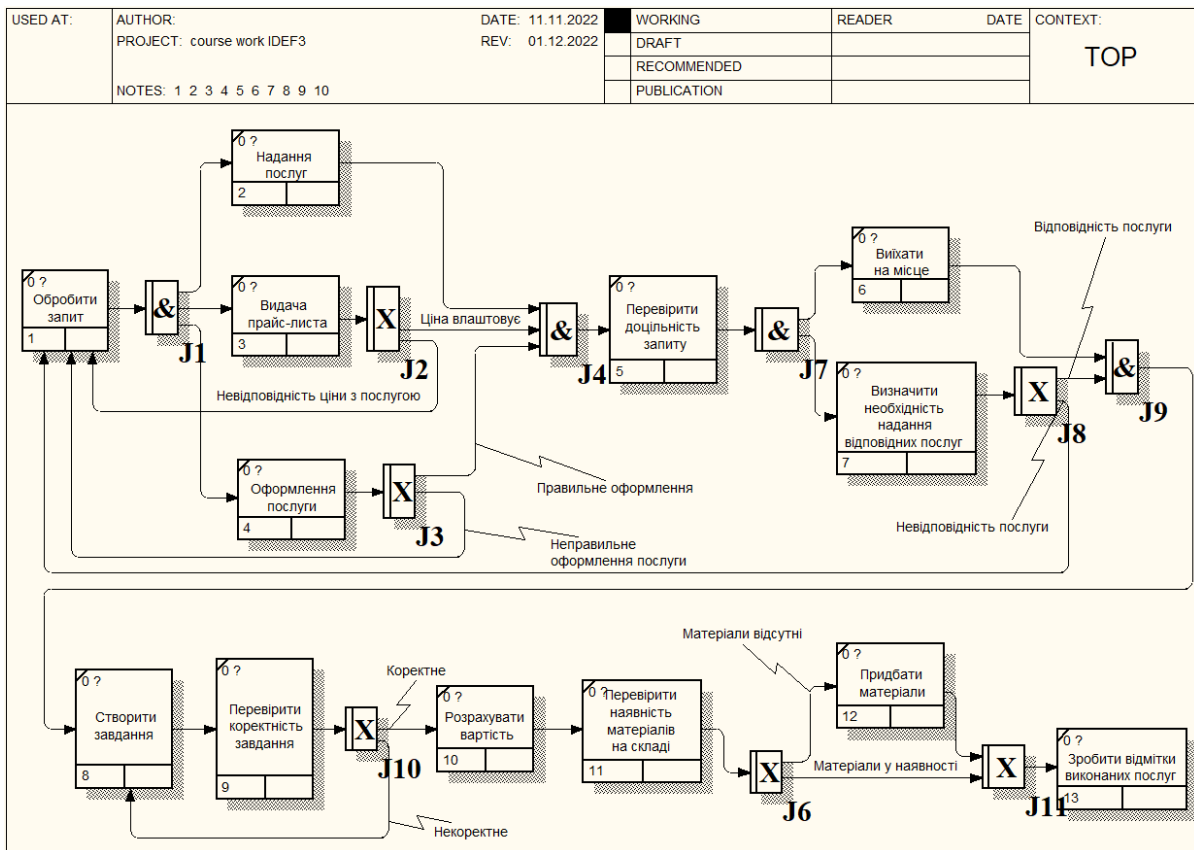 USED AT:
AUTHOR:
DATE: 11.11.2022
PROJECT: course work IDEF3
REV: 01.12.2022
NOTES: 1 2 3 4 5 6 7 8 9 10
WORKING
DRAFT
RECOMMENDED
PUBLICATION
READER
DATE
CONTEXT:
TOP
0 ?
Обробити
запит
1
&
J1
0 ?
Надання
послуг
2
0 ?
Видача
прайс-листа
3
X
J2
Ціна влаштовує
Невідповідність ціни з послугою
0 ?
Оформлення
послуги
4
X
J3
Правильне оформлення
Неправильне
оформлення послуги
&
J4
0 ?
Перевірити
доцільність
запиту
5
&
J7
0 ?
Виїхати
на місце
6
0 ?
Визначити
необхідність
надання
відповідних послуг
7
X
J8
Відповідність послуги
Невідповідність послуги
&
J9
0 ?
Створити
завдання
8
0 ?
Перевірити
коректність
завдання
9
X
J10
Коректне
Некоректне
0 ?
Розрахувати
вартість
10
0 ?
Перевірити
наявність
матеріалів
на складі
11
X
J6
Матеріали відсутні
Матеріали у наявності
0 ?
Придбати
матеріали
12
X
J11
0 ?
Зробити відмітки
виконаних послуг
13